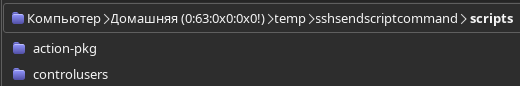 Компьютер >Домашняя (0:63:0x0:0x0!) >temp >sshsendscriptcommand > scripts
action-pkg
controlusers